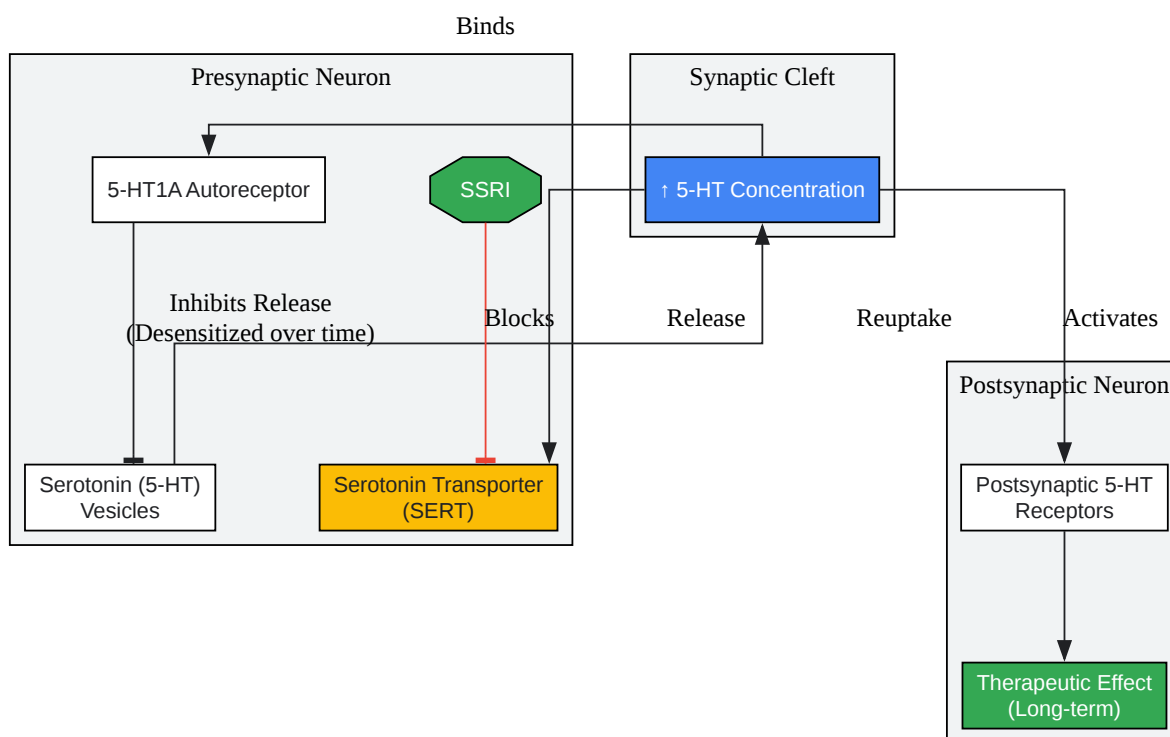 Binds
Presynaptic Neuron
Synaptic Cleft
5-HT1A Autoreceptor
SSRI
↑ 5-HT Concentration
Inhibits Release
(Desensitized over time)
Blocks
Release
Reuptake
Activates
Postsynaptic Neuron
Serotonin (5-HT)
Vesicles
Serotonin Transporter
(SERT)
Postsynaptic 5-HT
Receptors
Therapeutic Effect
(Long-term)